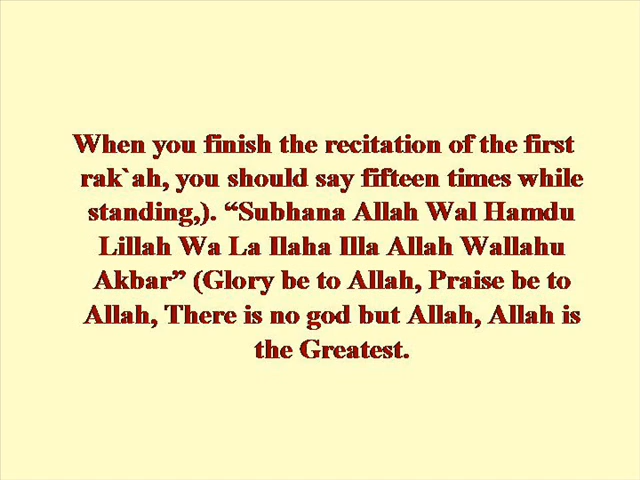 When you finish the recitation of the first
rak`ah, you should say fifteen times while
standing,). “Subhana Allah Wal Hamdu
Lillah Wa La Ilaha Illa Allah Wallahu
Akbar” (Glory be to Allah, Praise be to
Allah, There is no god but Allah, Allah is
the Greatest.